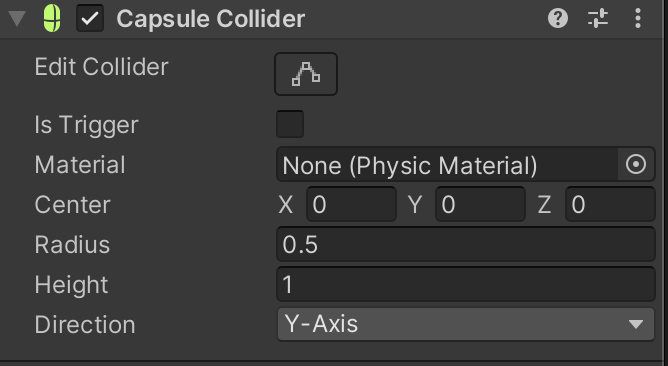 Capsule Collider
Edit Collider
Is Trigger
Material None (Physic Material)
Center X 0 Y 0 Z 0
Radius 0.5
Height 1
Direction Y-Axis